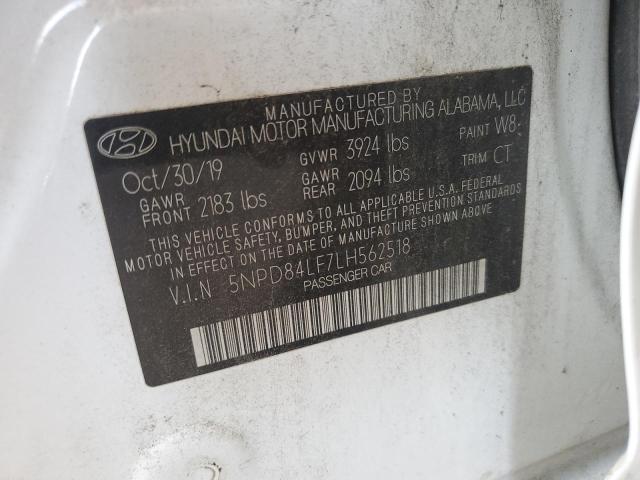 MANUFACTURED BY
HYUNDAI MOTOR MANUFACTURING ALABAMA, LLC
Oct/30/19 GVWR 3924 lbs PAINT W8
GAWR FRONT 2183 lbs GAWR REAR 2094 lbs TRIM CT
THIS VEHICLE CONFORMS TO ALL APPLICABLE U.S.A. FEDERAL
MOTOR VEHICLE SAFETY, BUMPER, AND THEFT PREVENTION
STANDARDS IN EFFECT ON THE DATE OF MANUFACTURE SHOWN ABOVE
V.I.N 5NPD84LF7LH562518
PASSENGER CAR